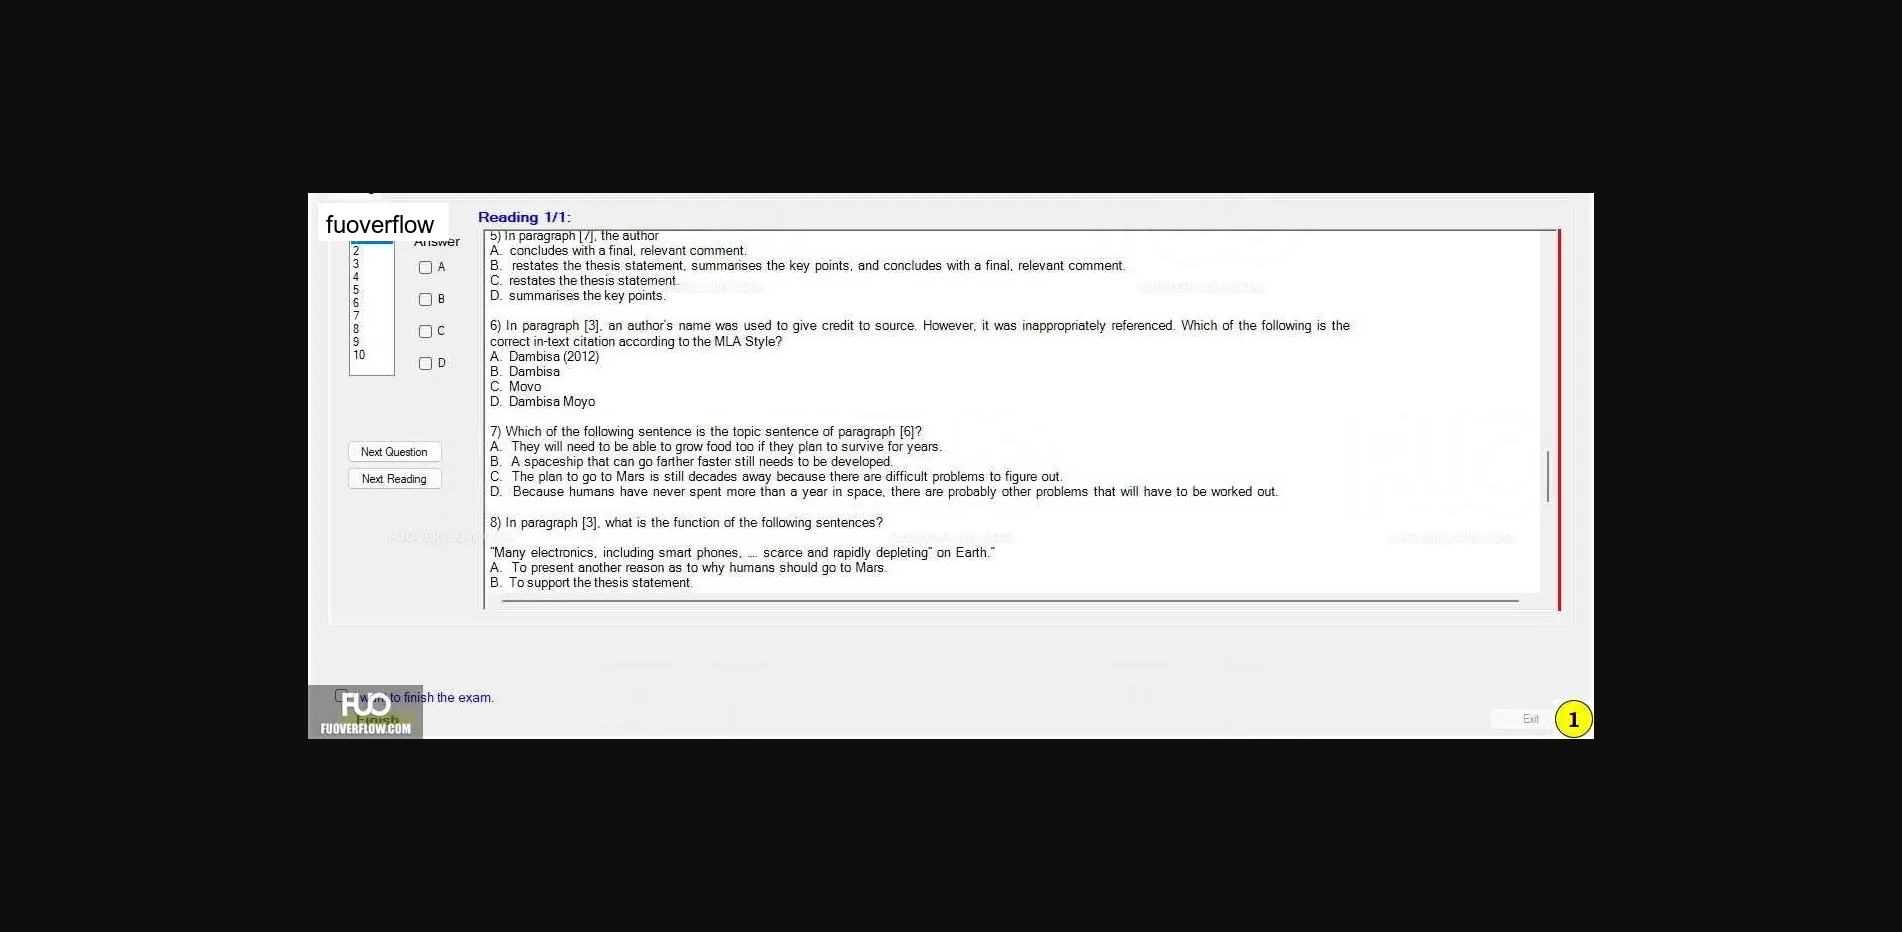 fuoverflow
Reading 1/1:
Answer
2
3
4
5
6
7
8
9
10
A
B
C
D
Next Question
Next Reading
5) In paragraph [7], the author
A. concludes with a final, relevant comment.
B. restates the thesis statement, summarises the key points, and concludes with a final, relevant comment.
C. restates the thesis statement.
D. summarises the key points.
6) In paragraph [3], an author's name was used to give credit to source. However, it was inappropriately referenced. Which of the following is the
correct in-text citation according to the MLA Style?
A. Dambisa (2012)
B. Dambisa
C. Movo
D. Dambisa Moyo
7) Which of the following sentence is the topic sentence of paragraph [6]?
A. They will need to be able to grow food too if they plan to survive for years.
B. A spaceship that can go farther faster still needs to be developed.
C. The plan to go to Mars is still decades away because there are difficult problems to figure out.
D. Because humans have never spent more than a year in space, there are probably other problems that will have to be worked out.
8) In paragraph [3], what is the function of the following sentences?
"Many electronics, including smart phones, .... scarce and rapidly depleting" on Earth."
A. To present another reason as to why humans should go to Mars.
B. To support the thesis statement.
I want to finish the exam.
Finish
FUO
FUOVERFLOW.COM
Exit
1